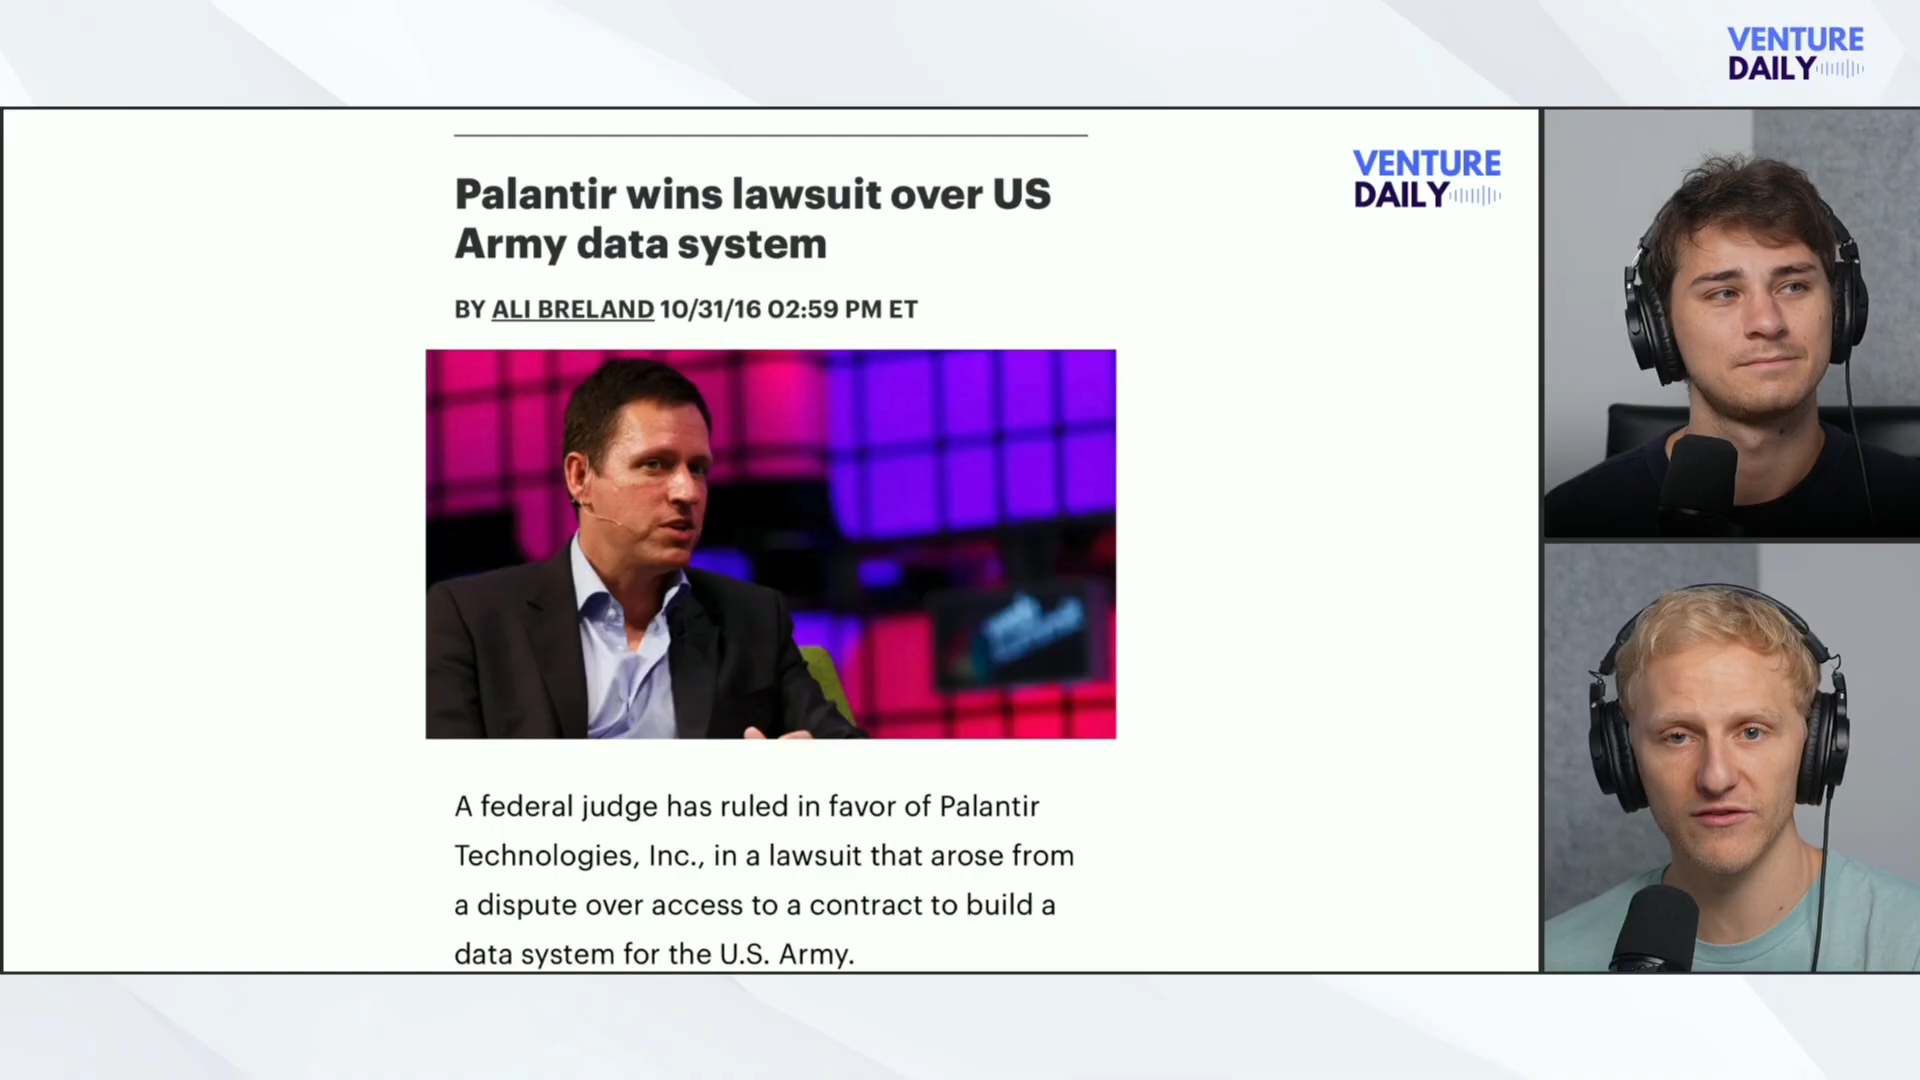 VENTURE
DAILY
VENTURE
DAILY
Palantir wins lawsuit over US
Army data system
BY ALI BRELAND 10/31/16 02:59 PM ET
A federal judge has ruled in favor of Palantir
Technologies, Inc., in a lawsuit that arose from
a dispute over access to a contract to build a
data system for the U.S. Army.